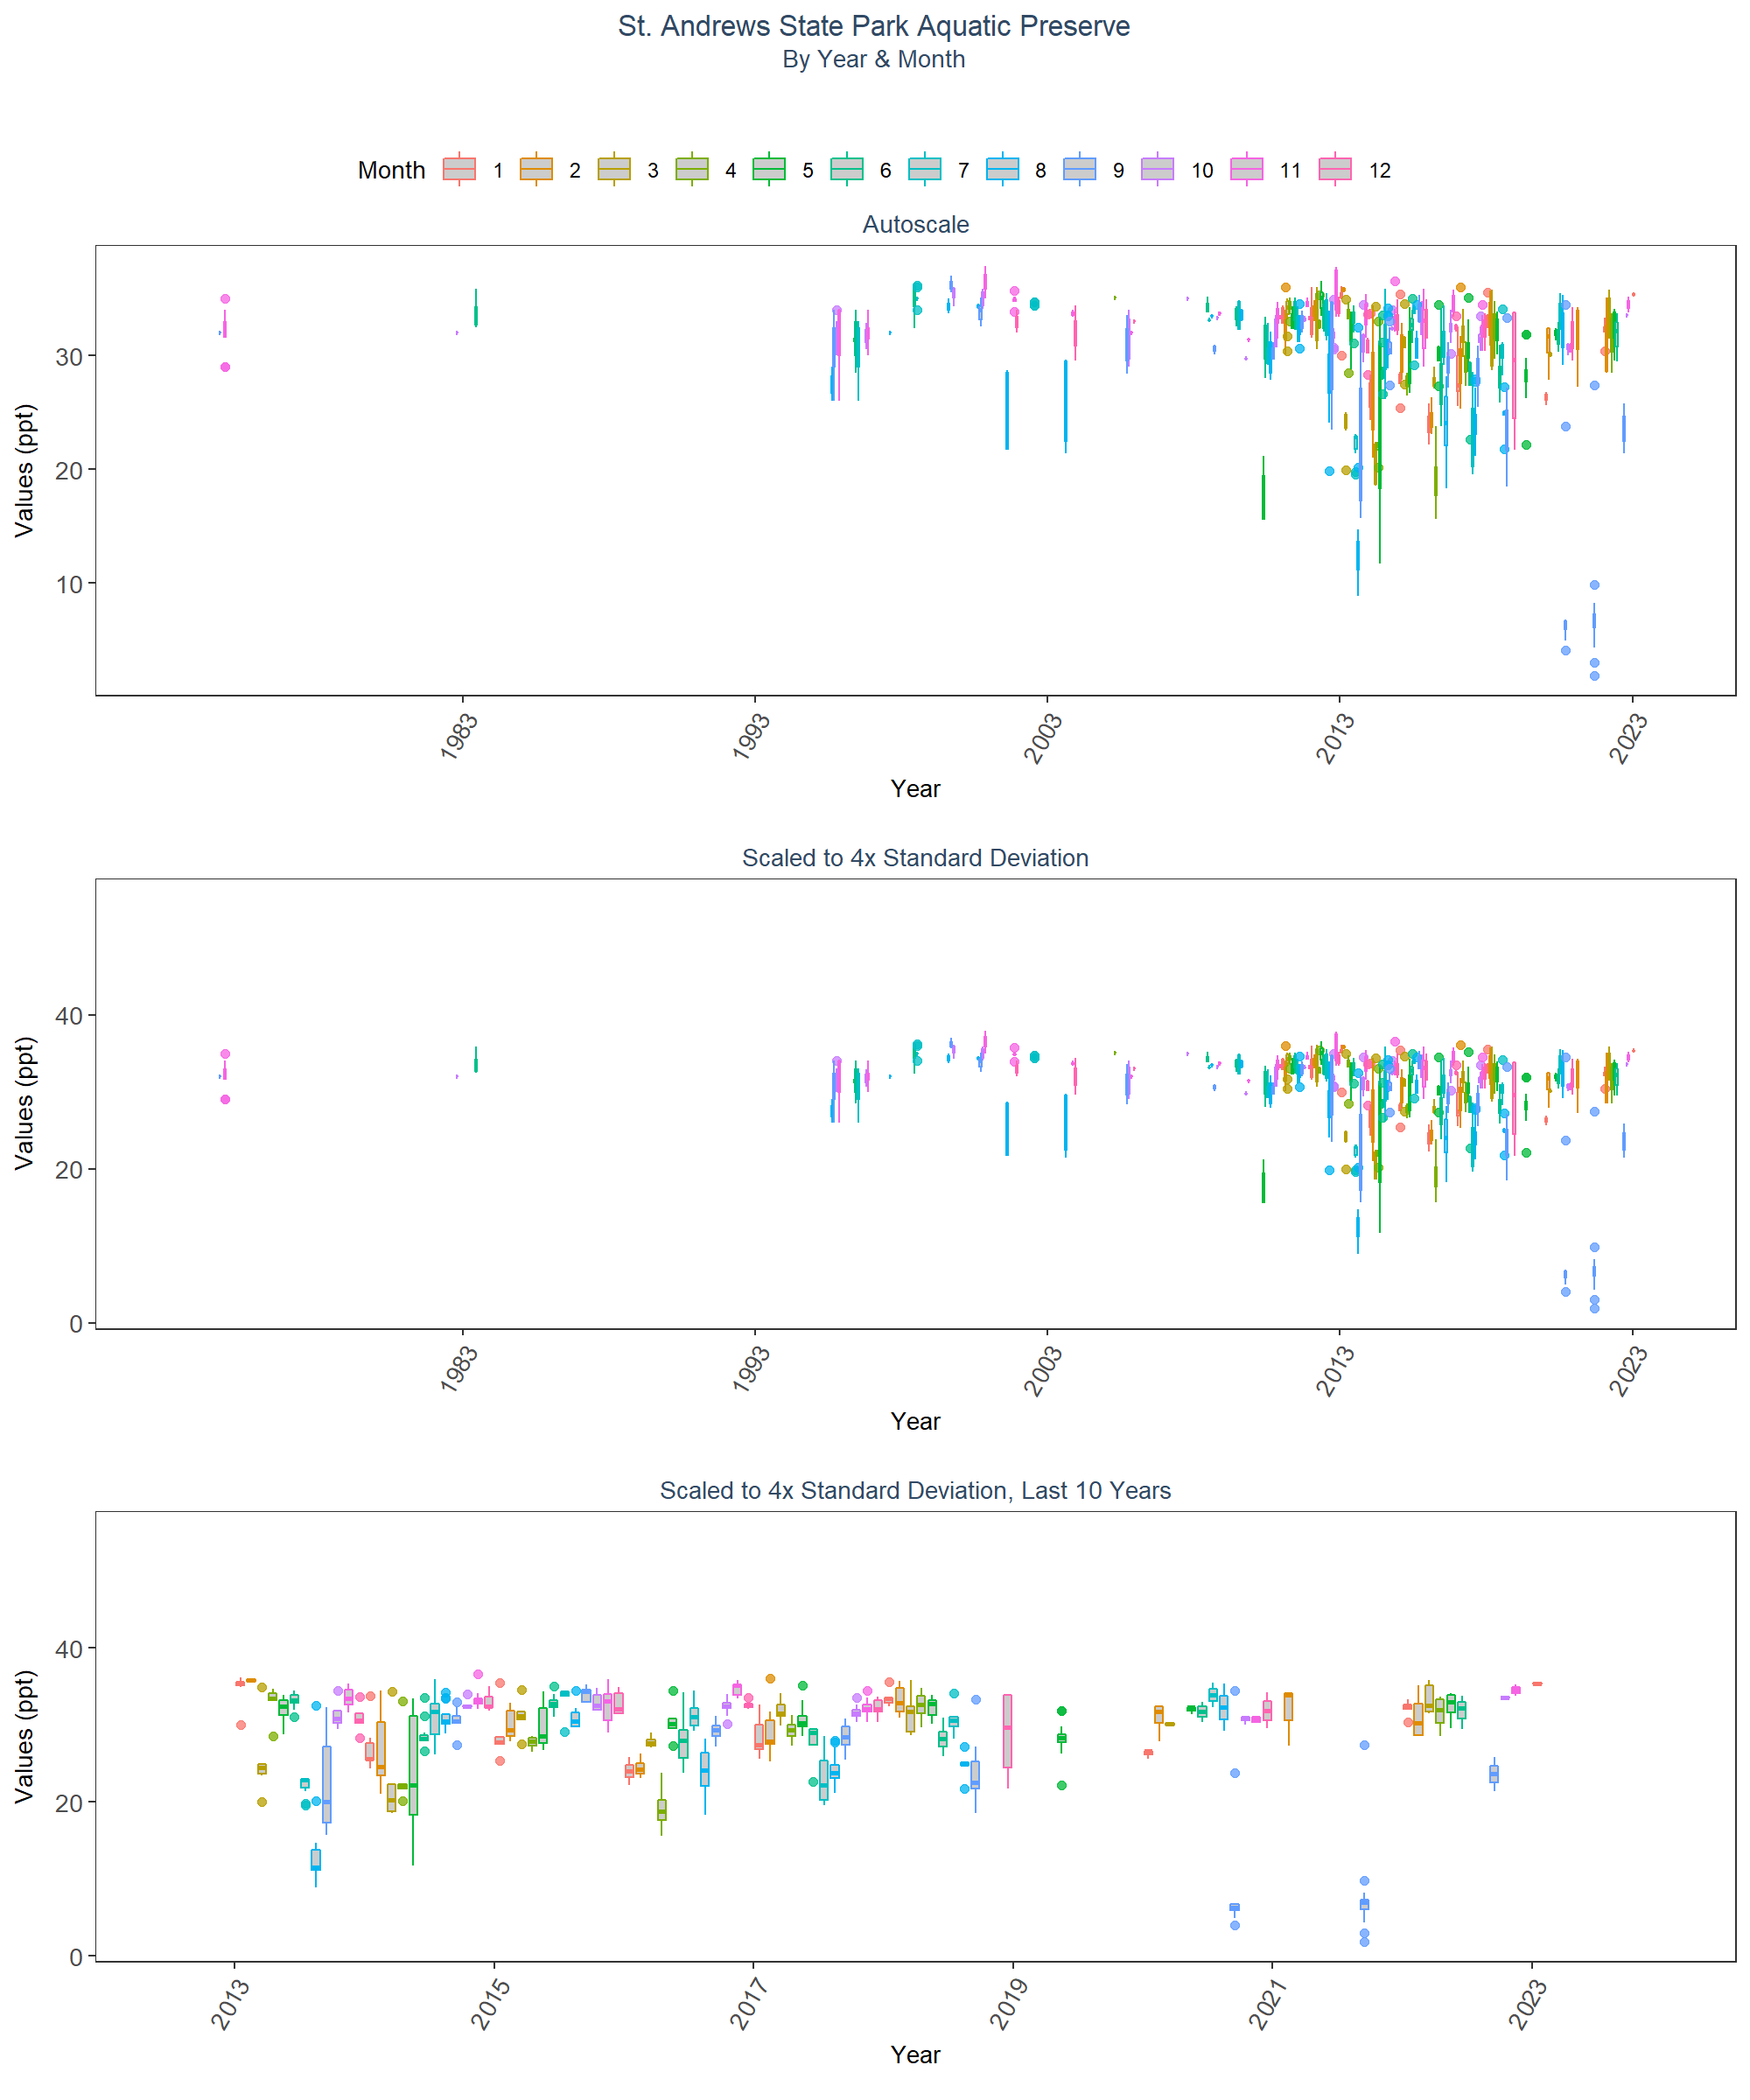 St. Andrews State Park Aquatic Preserve
By Year & Month
Month 1 2 3 4 5 6 7 8 9 10 11 12
Autoscale
Values (ppt)
30
20
10
1983 1993 2003 2013 2023
Year
Scaled to 4x Standard Deviation
Values (ppt)
40
20
0
1983 1993 2003 2013 2023
Year
Scaled to 4x Standard Deviation, Last 10 Years
Values (ppt)
40
20
0
2013 2015 2017 2019 2021 2023
Year